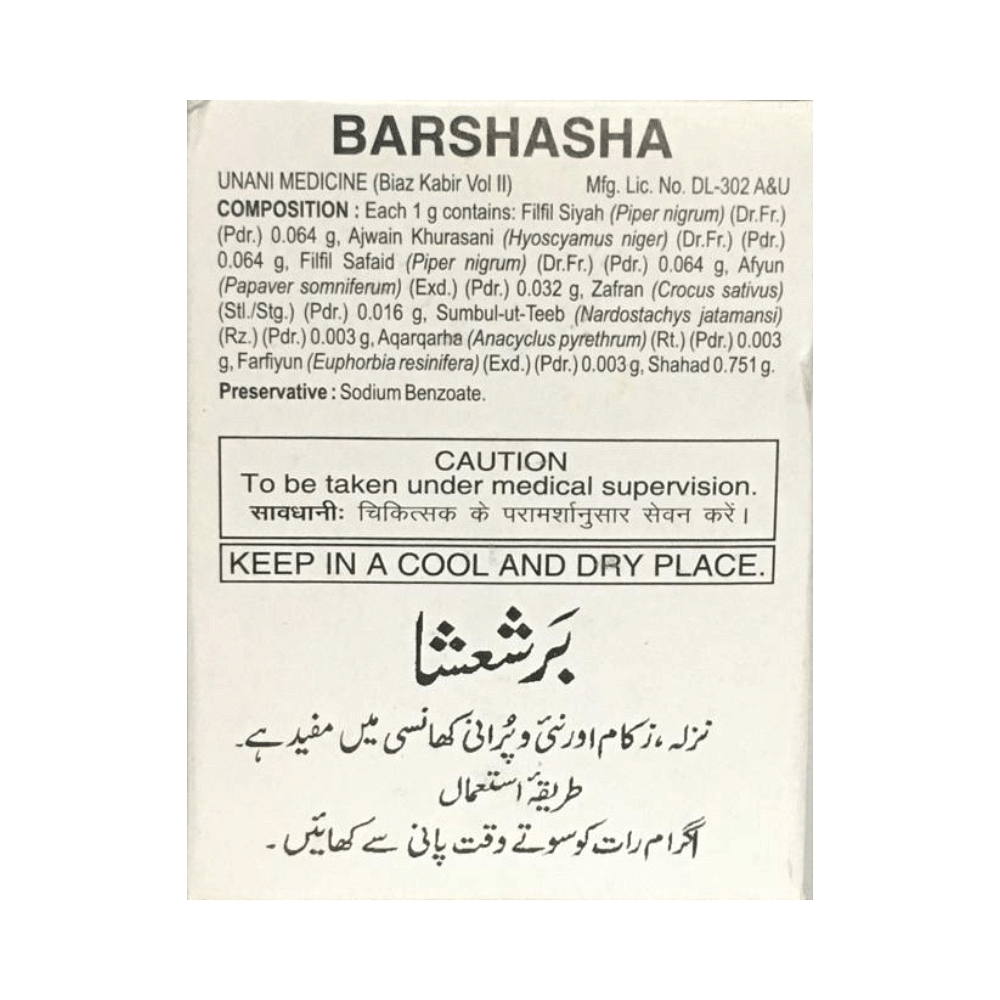 BARSHASHA
UNANI MEDICINE (Biaz Kabir Vol II) Mfg. Lic. No. DL-302 A&U
COMPOSITION : Each 1 g contains: Filfil Siyah (Piper nigrum) (Dr.Fr.)
(Pdr.) 0.064 g, Ajwain Khurasani (Hyoscyamus niger) (Dr.Fr.) (Pdr.)
0.064 g, Filfil Safaid (Piper nigrum) (Dr.Fr.) (Pdr.) 0.064 g, Afyun
(Papaver somniferum) (Exd.) (Pdr.) 0.032 g, Zafran (Crocus sativus)
(Stl./Stg.) (Pdr.) 0.016 g, Sumbul-ut-Teeb (Nardostachys jatamansi)
(Rz.) (Pdr.) 0.003 g, Aqarqarha (Anacyclus pyrethrum) (Rt.) (Pdr.) 0.003
g, Farfiyun (Euphorbia resinifera) (Exd.) (Pdr.) 0.003 g, Shahad 0.751 g.
Preservative : Sodium Benzoate.
CAUTION
To be taken under medical supervision.
सावधानी: चिकित्सक के परामर्शानुसार सेवन करें।
KEEP IN A COOL AND DRY PLACE.
بَرشعشا
نزلہ، زکام اور نئی و پُرانی کھانسی میں مفید ہے۔
طریقۂ استعمال
۱گرام رات کو سوتے وقت پانی سے کھائیں۔